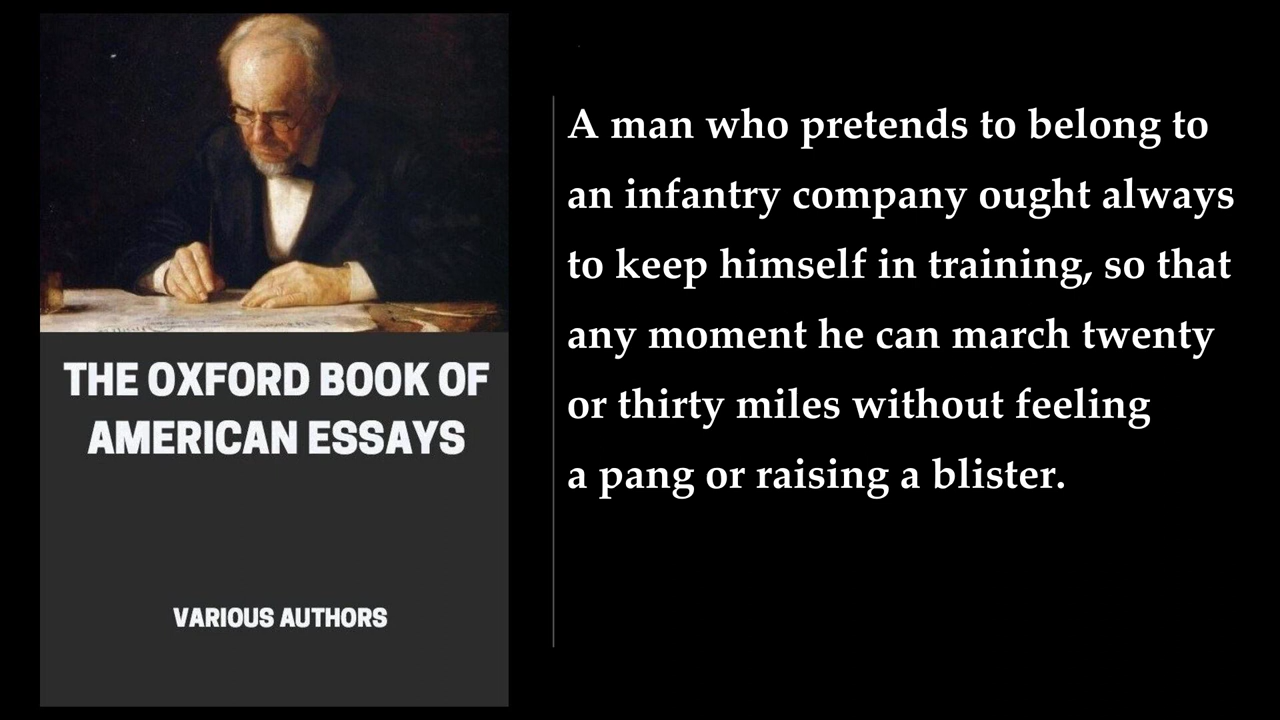 THE OXFORD BOOK OF
AMERICAN ESSAYS
VARIOUS AUTHORS
A man who pretends to belong to
an infantry company ought always
to keep himself in training, so that
any moment he can march twenty
or thirty miles without feeling
a pang or raising a blister.